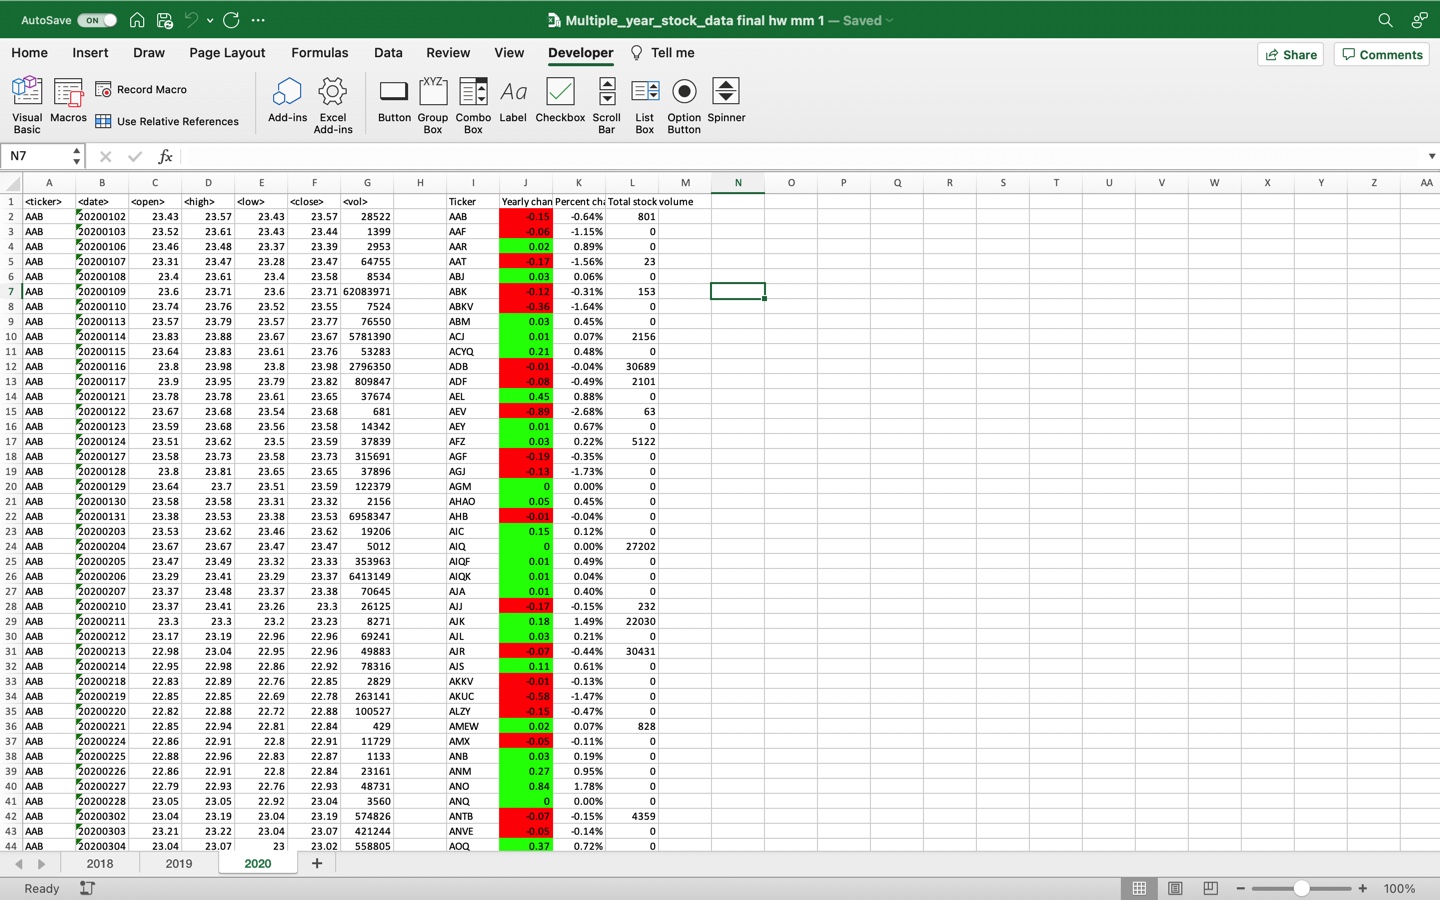 AutoSave ON Multiple_year_stock_data final hw mm 1 — Saved
Home Insert Draw Page Layout Formulas Data Review View Developer Tell me Share Comments
Visual Basic Macros Record Macro Use Relative References Add-ins Excel Add-ins Button Group Box Combo Box Label Checkbox Scroll Bar List Box Option Button Spinner
N7 fx
A B C D E F G H I J K L M N O P Q R S T U V W X Y Z AA
1 <ticker> <date> <open> <high> <low> <close> <vol> Ticker Yearly chan Percent cha Total stock volume
2 AAB 20200102 23.43 23.57 23.43 23.57 28522 AAB -0.15 -0.64% 801
3 AAB 20200103 23.52 23.61 23.43 23.44 1399 AAF -0.06 -1.15% 0
4 AAB 20200106 23.46 23.48 23.37 23.39 2953 AAR 0.02 0.89% 0
5 AAB 20200107 23.31 23.47 23.28 23.47 64755 AAT -0.17 -1.56% 23
6 AAB 20200108 23.4 23.61 23.4 23.58 8534 ABJ 0.03 0.06% 0
7 AAB 20200109 23.6 23.71 23.6 23.71 62083971 ABK -0.12 -0.31% 153
8 AAB 20200110 23.74 23.76 23.52 23.55 7524 ABKV -0.36 -1.64% 0
9 AAB 20200113 23.57 23.79 23.57 23.77 76550 ABM 0.03 0.45% 0
10 AAB 20200114 23.83 23.88 23.67 23.67 5781390 ACJ 0.01 0.07% 2156
11 AAB 20200115 23.64 23.83 23.61 23.76 53283 ACYQ 0.21 0.48% 0
12 AAB 20200116 23.8 23.98 23.8 23.98 2796350 ADB -0.01 -0.04% 30689
13 AAB 20200117 23.9 23.95 23.79 23.82 809847 ADF -0.08 -0.49% 2101
14 AAB 20200121 23.78 23.78 23.61 23.65 37674 AEL 0.45 0.88% 0
15 AAB 20200122 23.67 23.68 23.54 23.68 681 AEV -0.89 -2.68% 63
16 AAB 20200123 23.59 23.68 23.56 23.58 14342 AEY 0.01 0.67% 0
17 AAB 20200124 23.51 23.62 23.5 23.59 37839 AFZ 0.03 0.22% 5122
18 AAB 20200127 23.58 23.73 23.58 23.73 315691 AGF -0.19 -0.35% 0
19 AAB 20200128 23.8 23.81 23.65 23.65 37896 AGJ -0.13 -1.73% 0
20 AAB 20200129 23.64 23.7 23.51 23.59 122379 AGM 0 0.00% 0
21 AAB 20200130 23.58 23.58 23.31 23.32 2156 AHAO 0.05 0.45% 0
22 AAB 20200131 23.38 23.53 23.38 23.53 6958347 AHB -0.01 -0.04% 0
23 AAB 20200203 23.53 23.62 23.46 23.62 19206 AIC 0.15 0.12% 0
24 AAB 20200204 23.67 23.67 23.47 23.47 5012 AIQ 0 0.00% 27202
25 AAB 20200205 23.47 23.49 23.32 23.33 353963 AIQF 0.01 0.49% 0
26 AAB 20200206 23.29 23.41 23.29 23.37 6413149 AIQK 0.01 0.04% 0
27 AAB 20200207 23.37 23.48 23.37 23.38 70645 AJA 0.01 0.40% 0
28 AAB 20200210 23.37 23.41 23.26 23.3 26125 AJJ -0.17 -0.15% 232
29 AAB 20200211 23.3 23.3 23.2 23.23 8271 AJK 0.18 1.49% 22030
30 AAB 20200212 23.17 23.19 22.96 22.96 69241 AJL 0.03 0.21% 0
31 AAB 20200213 22.98 23.04 22.95 22.96 49883 AJR -0.07 -0.44% 30431
32 AAB 20200214 22.95 22.98 22.86 22.92 78316 AJS 0.11 0.61% 0
33 AAB 20200218 22.83 22.89 22.76 22.85 2829 AKKV -0.01 -0.13% 0
34 AAB 20200219 22.85 22.85 22.69 22.78 263141 AKUC -0.58 -1.47% 0
35 AAB 20200220 22.82 22.88 22.72 22.88 100527 ALZY -0.15 -0.47% 0
36 AAB 20200221 22.85 22.94 22.81 22.84 429 AMEW 0.02 0.07% 828
37 AAB 20200224 22.86 22.91 22.8 22.91 11729 AMX -0.05 -0.11% 0
38 AAB 20200225 22.88 22.96 22.83 22.87 1133 ANB 0.03 0.19% 0
39 AAB 20200226 22.86 22.91 22.8 22.84 23161 ANM 0.27 0.95% 0
40 AAB 20200227 22.79 22.93 22.76 22.93 48731 ANO 0.84 1.78% 0
41 AAB 20200228 23.05 23.05 22.92 23.04 3560 ANQ 0 0.00% 0
42 AAB 20200302 23.04 23.19 23.04 23.19 574826 ANTB -0.07 -0.15% 4359
43 AAB 20200303 23.21 23.22 23.04 23.07 421244 ANVE -0.05 -0.14% 0
44 AAB 20200304 23.04 23.07 23 23.02 558805 AOQ 0.37 0.72% 0
2018 2019 2020 +
Ready 100%